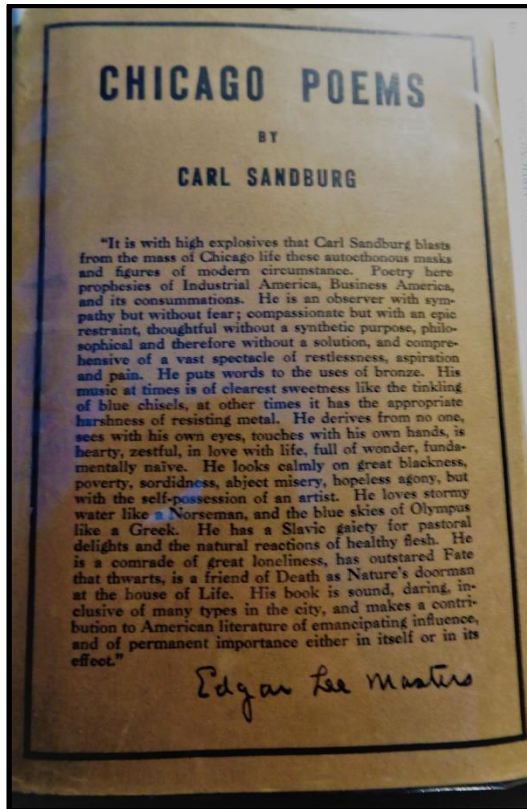 CHICAGO POEMS
BY
CARL SANDBURG
"It is with high explosives that Carl Sandburg blasts
from the mass of Chicago life these autocthonous masks
and figures of modern circumstance. Poetry here
prophesies of Industrial America, Business America,
and its consummations. He is an observer with sym-
pathy but without fear; compassionate but with an epic
restraint, thoughtful without a synthetic purpose, philo-
sophical and therefore without a solution, and compre-
hensive of a vast spectacle of restlessness, aspiration
and pain. He puts words to the uses of bronze. His
music at times is of clearest sweetness like the tinkling
of blue chisels, at other times it has the appropriate
harshness of resisting metal. He derives from no one,
sees with his own eyes, touches with his own hands, is
hearty, zestful, in love with life, full of wonder, funda-
mentally naïve. He looks calmly on great blackness,
poverty, sordidness, abject misery, hopeless agony, but
with the self-possession of an artist. He loves stormy
water like a Norseman, and the blue skies of Olympus
like a Greek. He has a Slavic gaiety for pastoral
delights and the natural reactions of healthy flesh. He
is a comrade of great loneliness, has outstared Fate
that thwarts, is a friend of Death as Nature's doorman
at the house of Life. His book is sound, daring, in-
clusive of many types in the city, and makes a contri-
bution to American literature of emancipating influence,
and of permanent importance either in itself or in its
effect."
Edgar Lee Masters